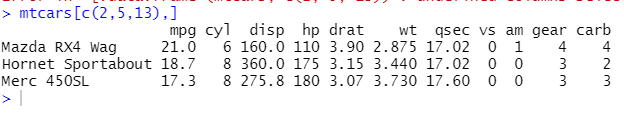 > mtcars[c(2,5,13),]
                   mpg cyl  disp  hp drat    wt  qsec vs am gear carb
Mazda RX4 Wag     21.0   6 160.0 110 3.90 2.875 17.02  0  1    4    4
Hornet Sportabout 18.7   8 360.0 175 3.15 3.440 17.02  0  0    3    2
Merc 450SL        17.3   8 275.8 180 3.07 3.730 17.60  0  0    3    3
>